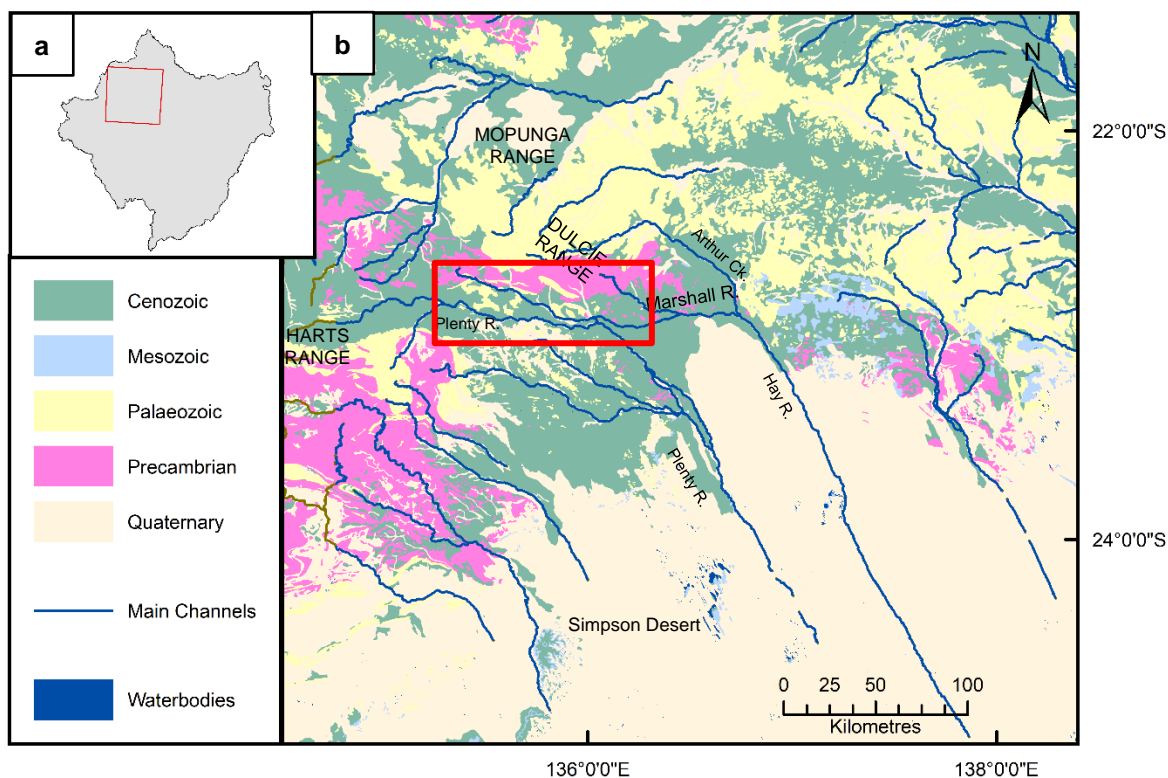 a
b
N
MOPUNGA
RANGE
22°0'0"S
DULCIE
RANGE
Arthur Ck.
Marshall R.
Plenty R.
HARTS
RANGE
Hay R.
Plenty R.
24°0'0"S
Simpson Desert
0 25 50 100
Kilometres
136°0'0"E
138°0'0"E
Cenozoic
Mesozoic
Palaeozoic
Precambrian
Quaternary
Main Channels
Waterbodies